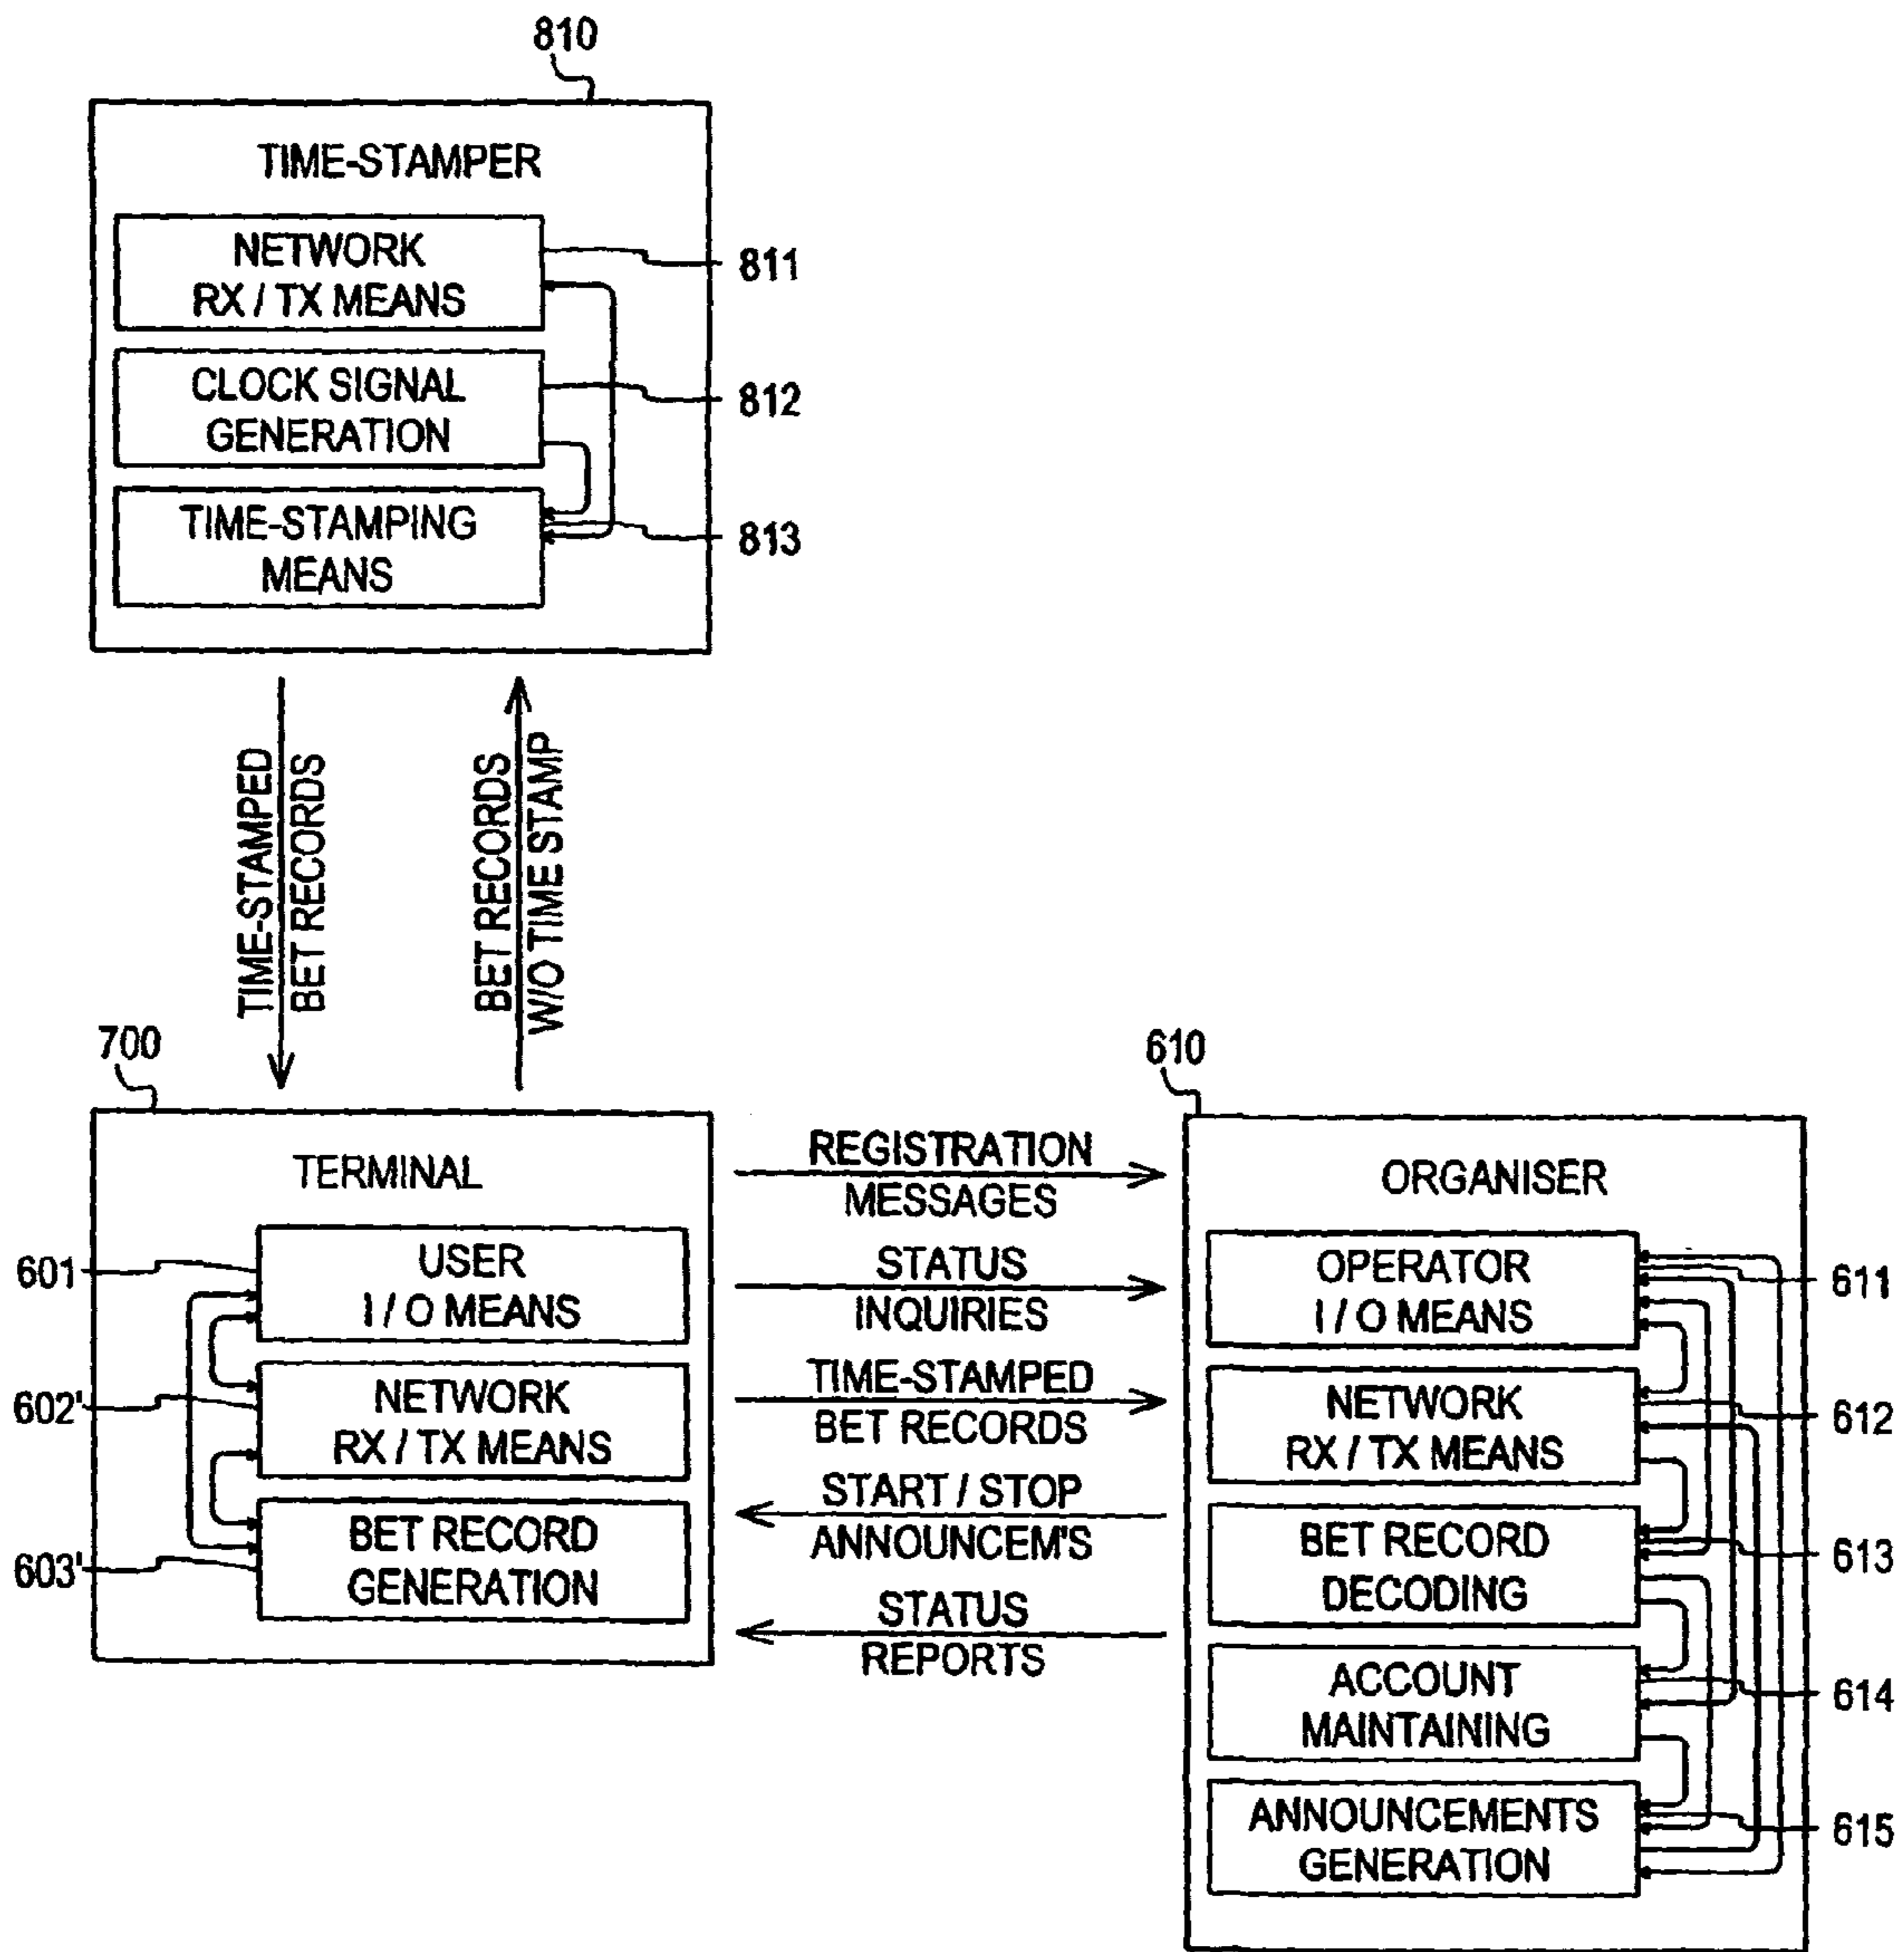 810
TIME-STAMPER
NETWORK
RX / TX MEANS
811
CLOCK SIGNAL
GENERATION
812
TIME-STAMPING
MEANS
813
TIME-STAMPED
BET RECORDS
BET RECORDS
W/O TIME STAMP
700
TERMINAL
601
USER
I / O MEANS
602'
NETWORK
RX / TX MEANS
603'
BET RECORD
GENERATION
REGISTRATION
MESSAGES
STATUS
INQUIRIES
TIME-STAMPED
BET RECORDS
START / STOP
ANNOUNCEM'S
STATUS
REPORTS
610
ORGANISER
OPERATOR
I / O MEANS
611
NETWORK
RX / TX MEANS
612
BET RECORD
DECODING
613
ACCOUNT
MAINTAINING
614
ANNOUNCEMENTS
GENERATION
615